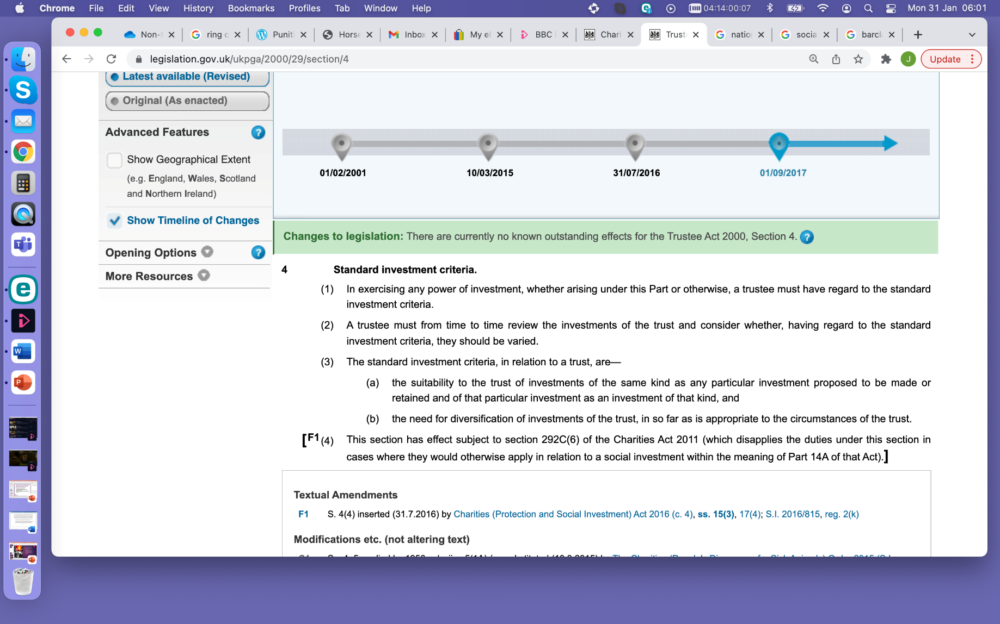 Chrome File Edit View History Bookmarks Profiles Tab Window Help 04:14:00:07 Mon 31 Jan 06:01
Non- ring Punit Horse Inbox My e BBC Chari Trust natio socia barcl
legislation.gov.uk/ukpga/2000/29/section/4 J Update
Latest available (Revised)
Original (As enacted)
Advanced Features ?
Show Geographical Extent
(e.g. England, Wales, Scotland
and Northern Ireland)
Show Timeline of Changes
Opening Options ?
More Resources
01/02/2001 10/03/2015 31/07/2016 01/09/2017
Changes to legislation: There are currently no known outstanding effects for the Trustee Act 2000, Section 4. ?
4 Standard investment criteria.
(1) In exercising any power of investment, whether arising under this Part or otherwise, a trustee must have regard to the standard
investment criteria.
(2) A trustee must from time to time review the investments of the trust and consider whether, having regard to the standard
investment criteria, they should be varied.
(3) The standard investment criteria, in relation to a trust, are—
(a) the suitability to the trust of investments of the same kind as any particular investment proposed to be made or
retained and of that particular investment as an investment of that kind, and
(b) the need for diversification of investments of the trust, in so far as is appropriate to the circumstances of the trust.
[F1(4) This section has effect subject to section 292C(6) of the Charities Act 2011 (which disapplies the duties under this section in
cases where they would otherwise apply in relation to a social investment within the meaning of Part 14A of that Act).]
Textual Amendments
F1 S. 4(4) inserted (31.7.2016) by Charities (Protection and Social Investment) Act 2016 (c. 4), ss. 15(3), 17(4); S.I. 2016/815, reg. 2(k)
Modifications etc. (not altering text)